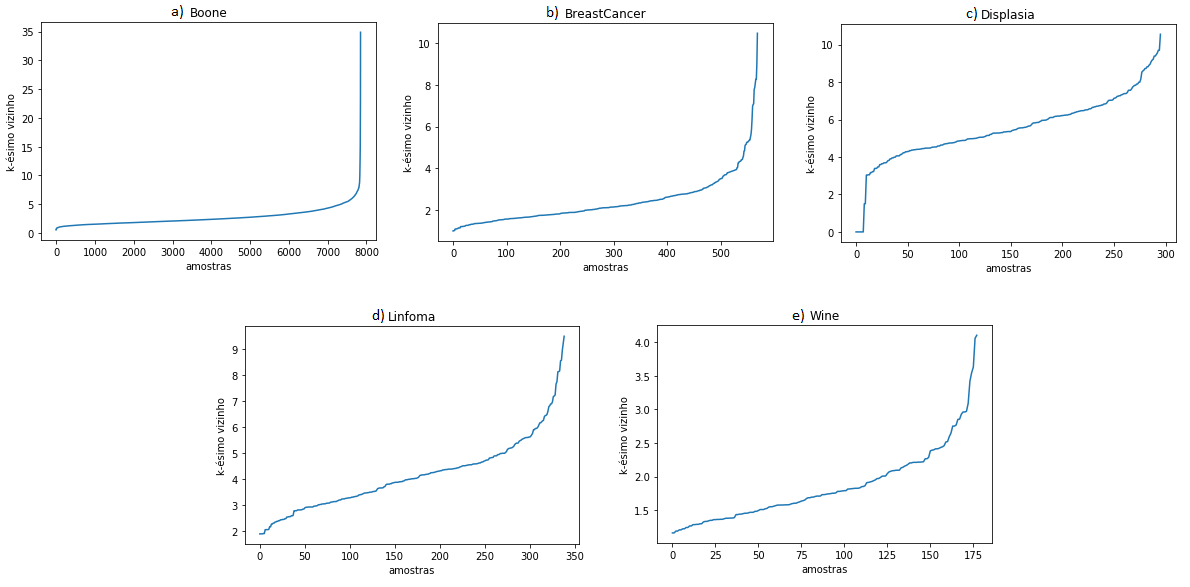 a) Boone
35
30
25
20
15
10
5
0
k-ésimo vizinho
0 1000 2000 3000 4000 5000 6000 7000 8000
amostras
b) BreastCancer
10
8
6
4
2
k-ésimo vizinho
0 100 200 300 400 500
amostras
c) Displasia
10
8
6
4
2
0
k-ésimo vizinho
0 50 100 150 200 250 300
amostras
d) Linfoma
9
8
7
6
5
4
3
2
k-ésimo vizinho
0 50 100 150 200 250 300 350
amostras
e) Wine
4.0
3.5
3.0
2.5
2.0
1.5
k-ésimo vizinho
0 25 50 75 100 125 150 175
amostras